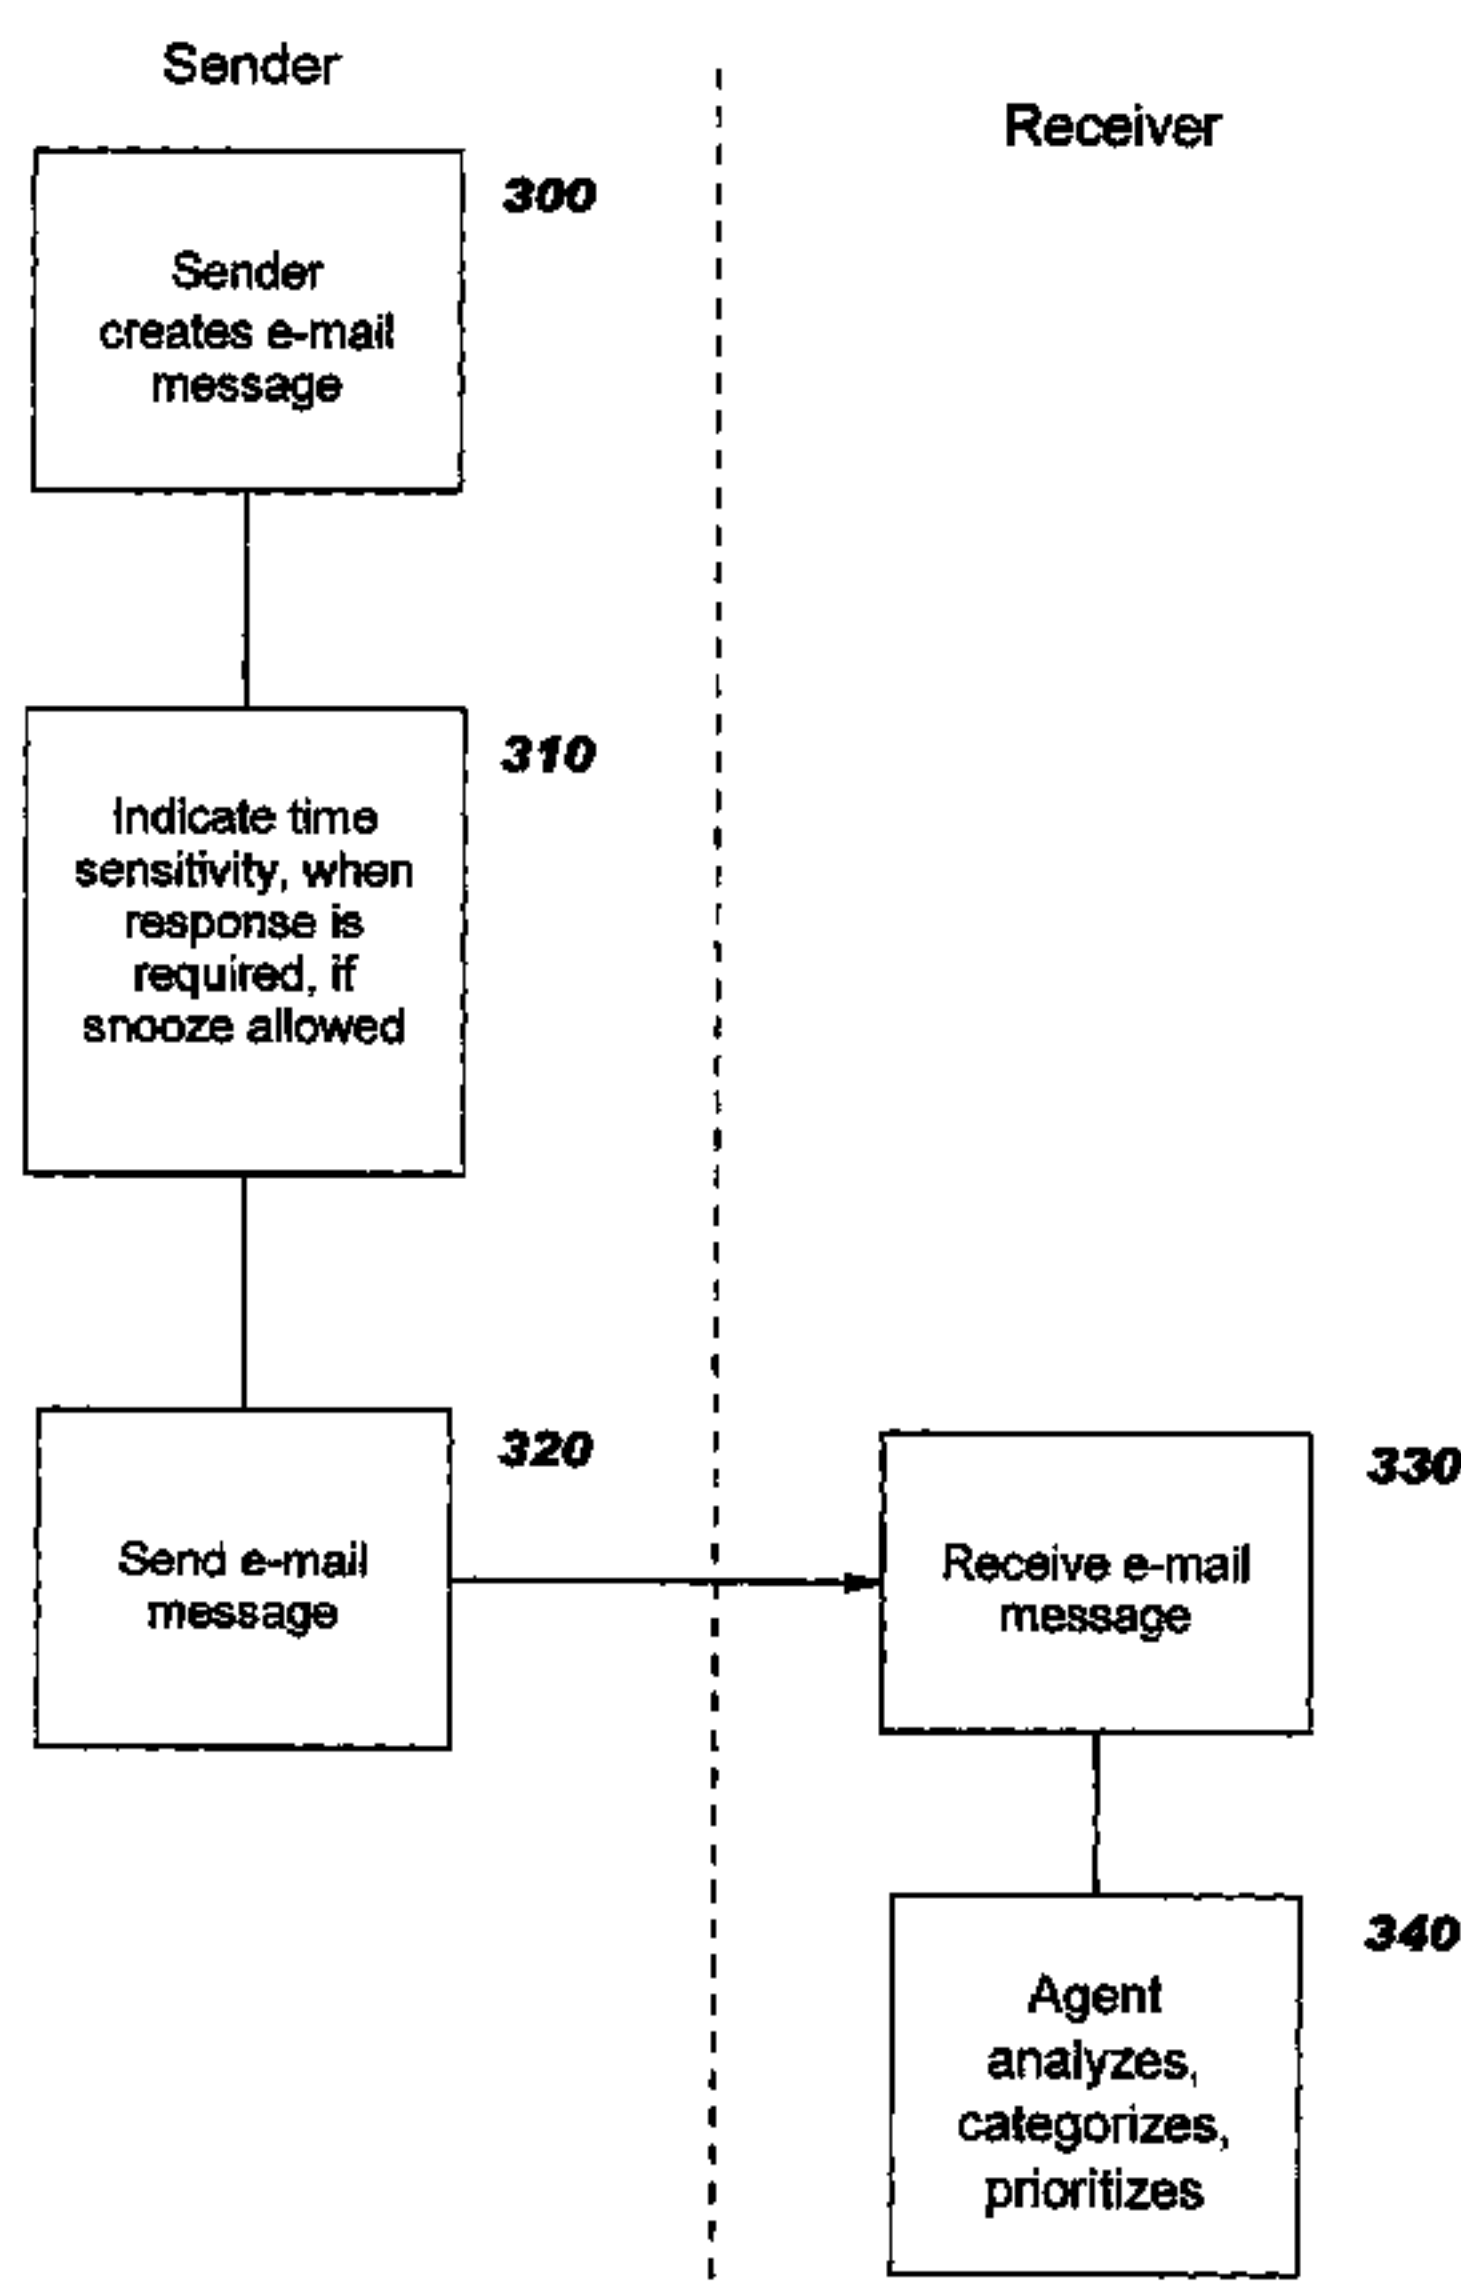 Sender
300
Sender
creates e-mail
message
310
Indicate time
sensitivity, when
response is
required, if
snooze allowed
320
Send e-mail
message
Receiver
330
Receive e-mail
message
340
Agent
analyzes,
categorizes,
prioritizes